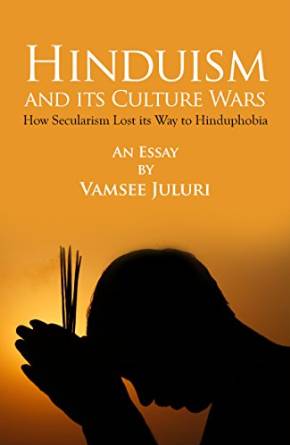 HINDUISM
AND ITS CULTURE WARS
How Secularism Lost its Way to Hinduphobia
AN ESSAY
BY
VAMSEE JULURI